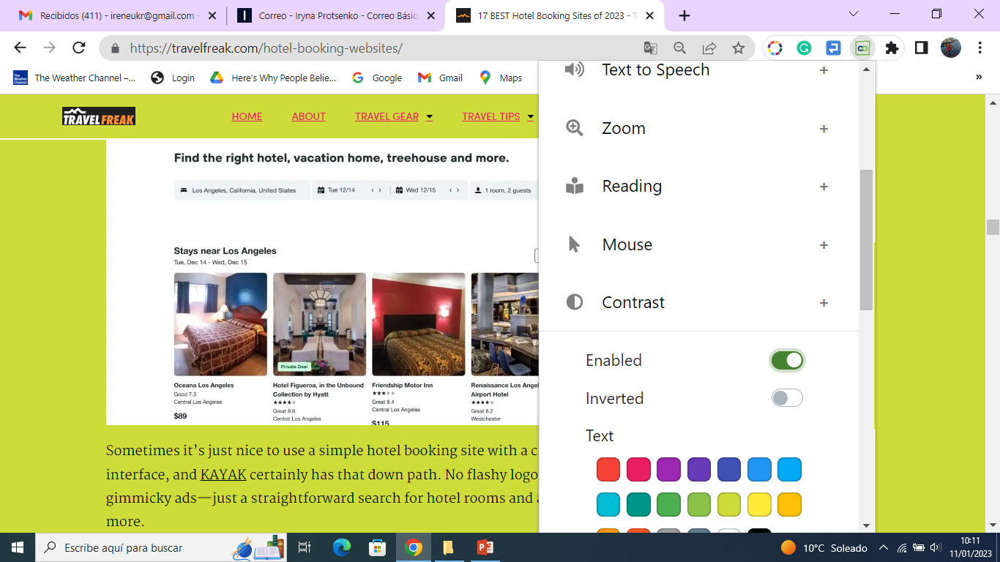 Recibidos (411) - ireneukr@gmail.com -
Correo - Iryna Protsenko - Correo Básic
17 BEST Hotel Booking Sites of 2023 - T
https://travelfreak.com/hotel-booking-websites/
The Weather Channel –...
Login
Here's Why People Belie...
Google
Gmail
Maps
»
TRAVELFREAK
HOME
ABOUT
TRAVEL GEAR
TRAVEL TIPS
Find the right hotel, vacation home, treehouse and more.
Los Angeles, California, United States
Tue 12/14
Wed 12/15
1 room, 2 guests
Stays near Los Angeles
Tue, Dec 14 - Wed, Dec 15
Private Deal
Oceana Los Angeles
Good 7.3
Central Los Angeles
$89
Hotel Figueroa, in the Unbound
Collection by Hyatt
★★★★
Great 8.6
Central Los Angeles
Friendship Motor Inn
★★★
Great 8.4
Central Los Angeles
$115
Renaissance Los Angel
Airport Hotel
★★★★
Great 8.2
Westchester
Sometimes it's just nice to use a simple hotel booking site with a c
interface, and KAYAK certainly has that down path. No flashy logo
gimmicky ads—just a straightforward search for hotel rooms and a
more.
Text to Speech +
Zoom +
Reading +
Mouse +
Contrast +
Enabled
Inverted
Text
Escribe aquí para buscar
10°C Soleado
10:11
11/01/2023